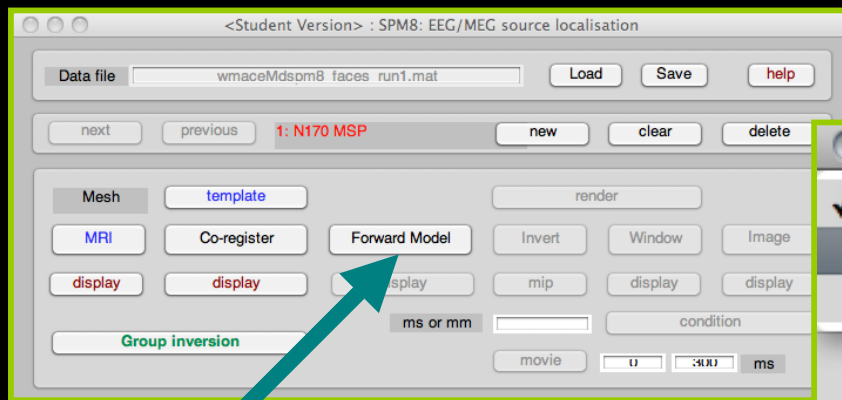 <Student Version> : SPM8: EEG/MEG source localisation
Data file wmaceMdspm8_faces_run1.mat Load Save help
next previous 1: N170 MSP new clear delete
Mesh template render
MRI Co-register Forward Model Invert Window Image
display display display mip display display
ms or mm condition
Group inversion
movie 0 300 ms